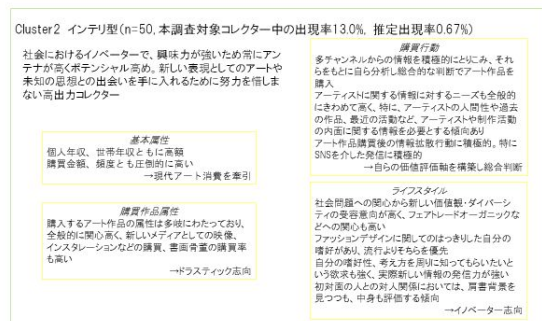 Cluster2 インテリ型(n=50,本調査対象コレクター中の出現率13.0%, 推定出現率0.67%)
社会におけるイノベーターで、興味力が強いため常にアン
テナが高くポテンシャル高め。新しい表現としてのアートや
未知の思想との出会いを手に入れるために努力を惜しま
ない高出力コレクター
基本属性
個人年収、世帯年収ともに高額
購買金額、頻度とも圧倒的に高い
→現代アート消費を牽引
購買作品属性
購入するアート作品の属性は多岐にわたっており、
全般的に関心高く、新しいメディアとしての映像、
インスタレーションなどの購買、書画骨董の購買率
も高い
→ドラスティック志向
購買行動
多チャンネルからの情報を積極的にとりこみ、それ
らをもとに自ら分析し総合的な判断でアート作品を
購入
アーティストに関する情報に対するニーズも全般的
にきわめて高く、特に、アーティストの人間性や過去
の作品、最近の活動など、アーティストや制作活動
の内面に関する情報を必要とする傾向あり
アート作品購買後の情報拡散行動に積極的。特に
SNSを介した発信に積極的
→自らの価値評価軸を構築し総合判断
ライフスタイル
社会問題への関心から新しい価値観・ダイバーシ
ティの受容意向が高く、フェアトレードオーガニックな
どへの関心も高い
ファッションデザインに関してのはっきりした自分の
嗜好があり、流行よりそちらを優先
自分の嗜好性、考え方を周りに知ってもらいたいと
いう欲求も強く、実際新しい情報の発信力が強い
初対面の人との対人関係においては、肩書背景を
見つつも、中身も評価する傾向
→イノベーター志向